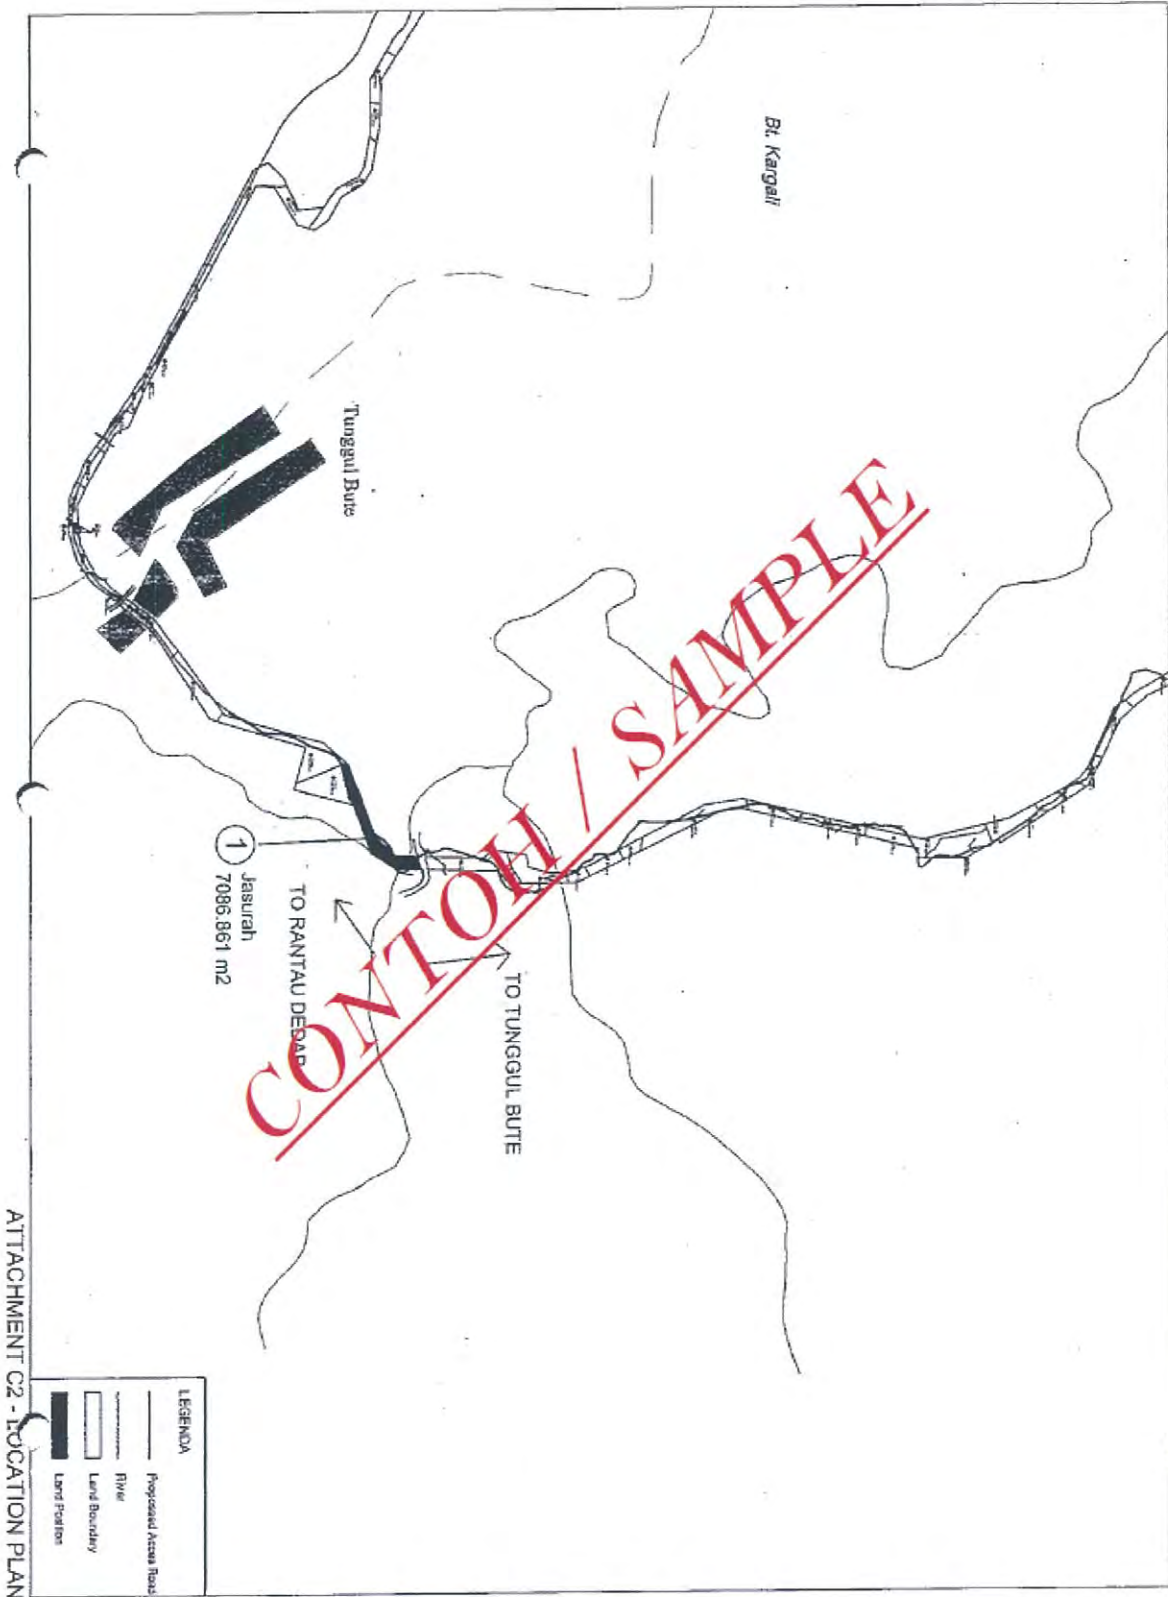 Bt. Kargali
Tunggul Bute
TO TUNGGUL BUTE
TO RANTAU DEDAP
1
Jasurah
7086.861 m2
CONTOH / SAMPLE
LEGENDA
Proposed Access Road
River
Land Boundary
Land Position
ATTACHMENT C2 - LOCATION PLAN